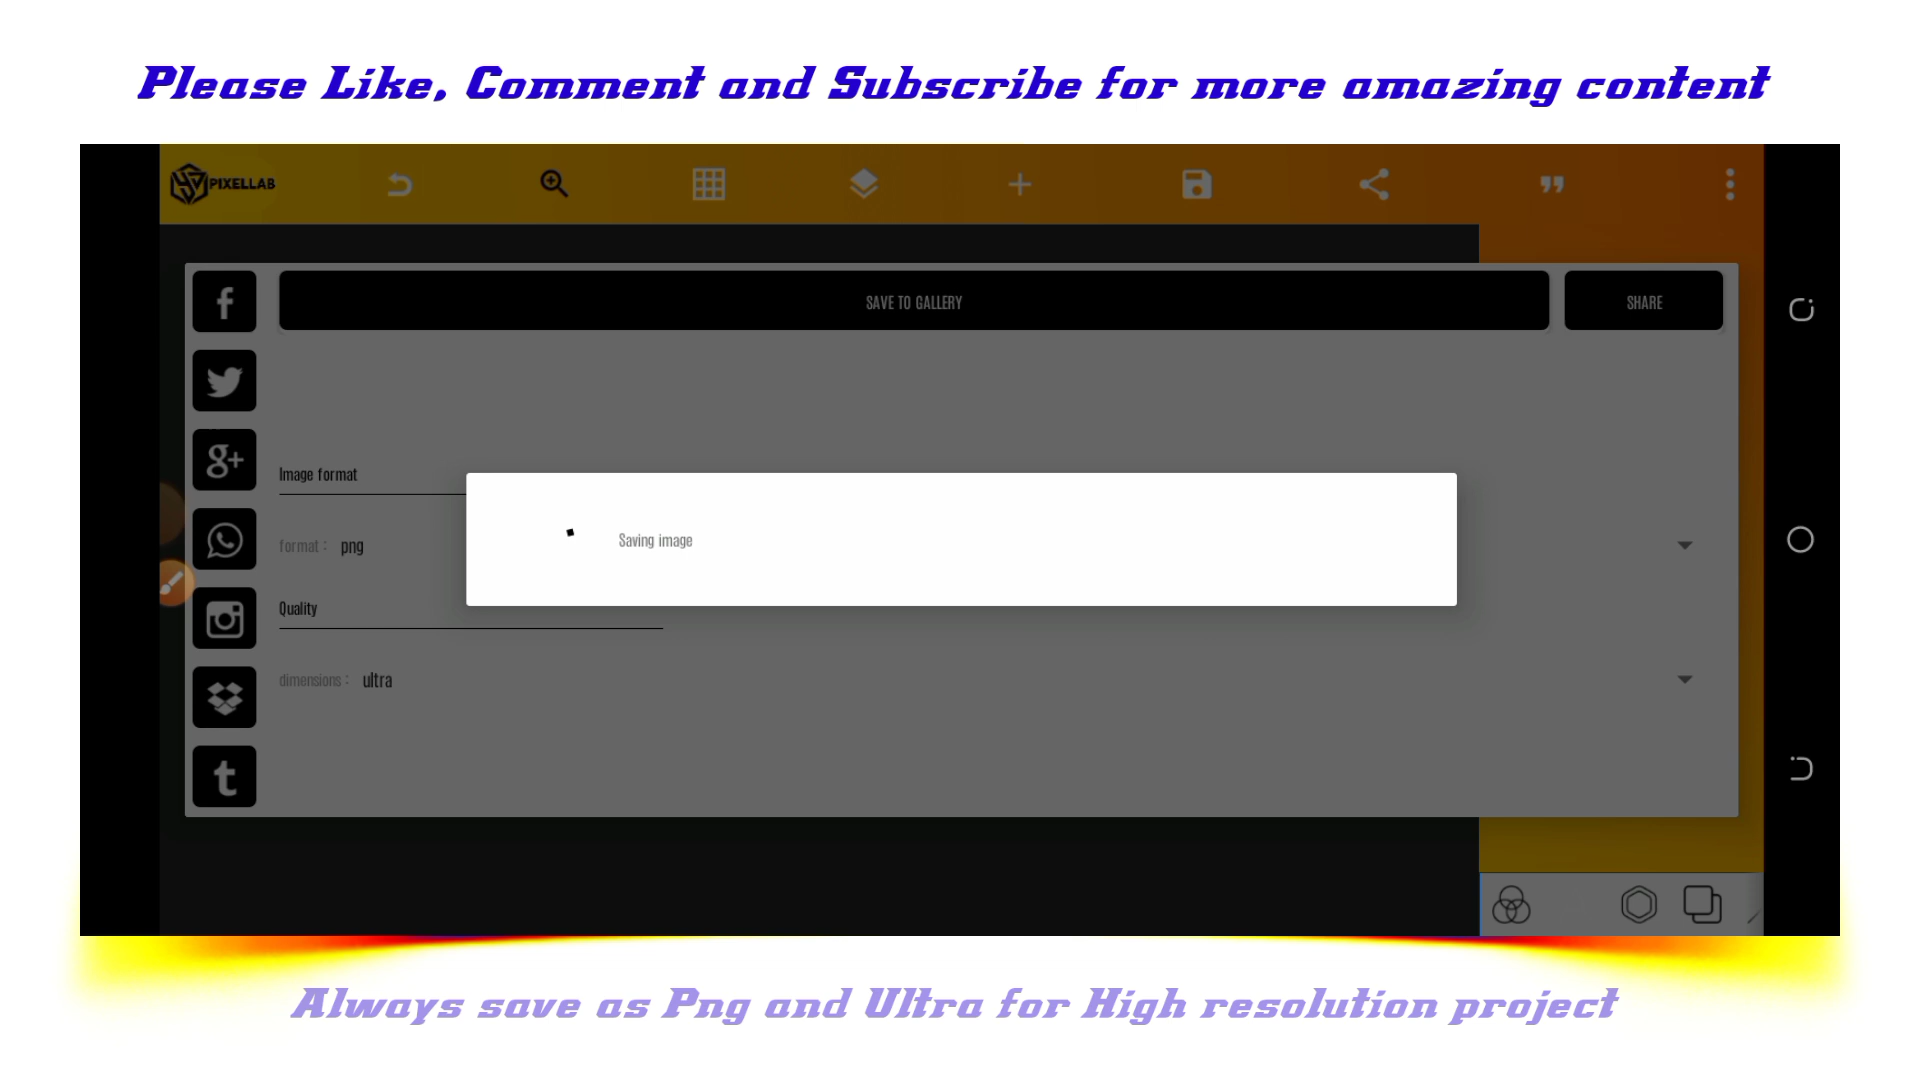 Please Like, Comment and Subscribe for more amazing content
PIXELLAB
SAVE TO GALLERY
SHARE
Image format
Saving image
format : png
Quality
dimensions : ultra
Always save as Png and Ultra for High resolution project